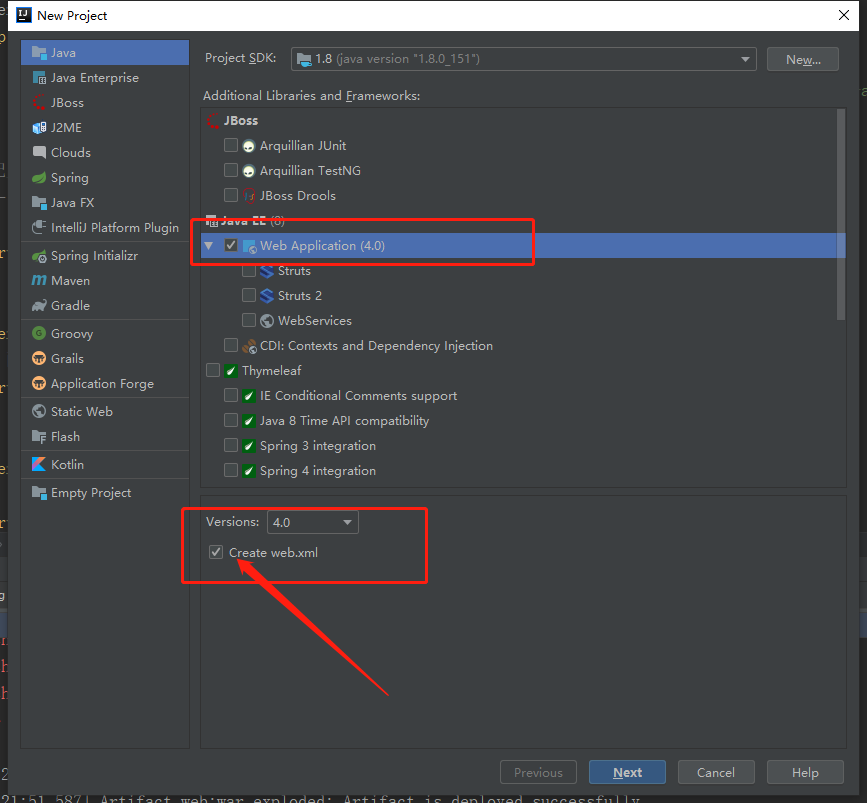 New Project
Java
Java Enterprise
JBoss
J2ME
Clouds
Spring
Java FX
IntelliJ Platform Plugin
Spring Initializr
Maven
Gradle
Groovy
Grails
Application Forge
Static Web
Flash
Kotlin
Empty Project
Project SDK: 1.8 (java version "1.8.0_151") New...
Additional Libraries and Frameworks:
JBoss
Arquillian JUnit
Arquillian TestNG
JBoss Drools
Java EE (8)
Web Application (4.0)
Struts
Struts 2
WebServices
CDI: Contexts and Dependency Injection
Thymeleaf
IE Conditional Comments support
Java 8 Time API compatibility
Spring 3 integration
Spring 4 integration
Versions: 4.0
Create web.xml
Previous Next Cancel Help
21:51,587] Artifact web:war exploded: Artifact is deployed successfully